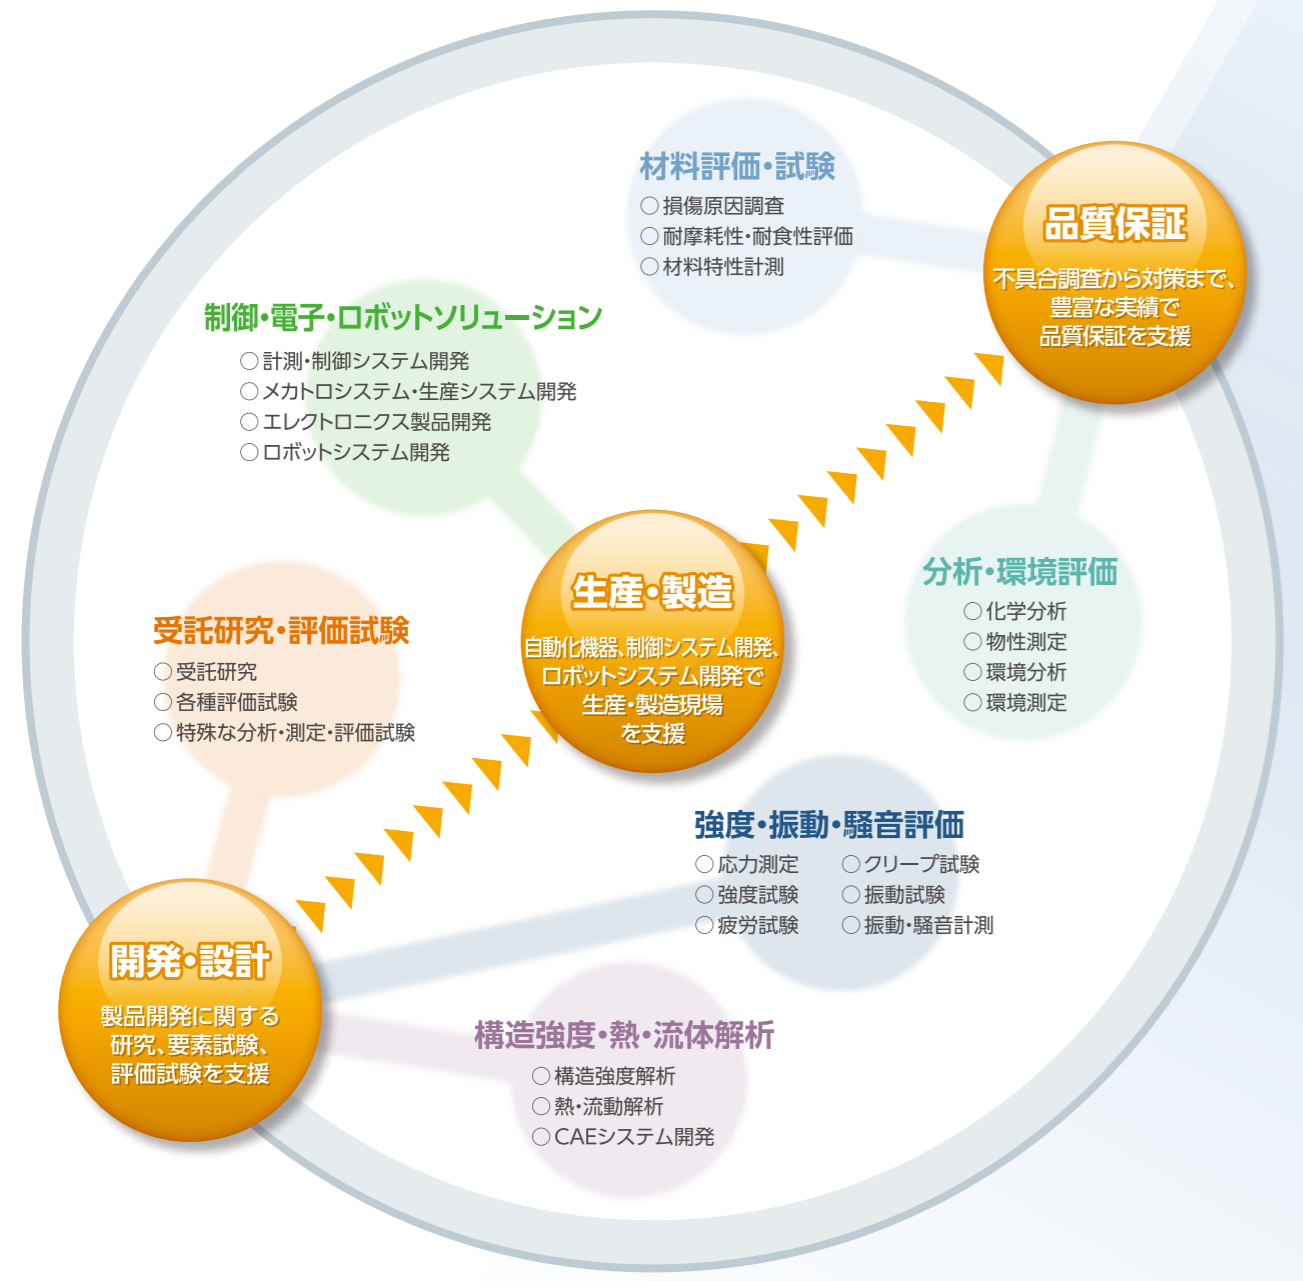 材料評価・試験
○損傷原因調査
○耐摩耗性・耐食性評価
○材料特性計測
品質保証
不具合調査から対策まで、
豊富な実績で
品質保証を支援
制御・電子・ロボットソリューション
○計測・制御システム開発
○メカトロシステム・生産システム開発
○エレクトロニクス製品開発
○ロボットシステム開発
生産・製造
自動化機器、制御システム開発、
ロボットシステム開発で
生産・製造現場
を支援
分析・環境評価
○化学分析
○物性測定
○環境分析
○環境測定
受託研究・評価試験
○受託研究
○各種評価試験
○特殊な分析・測定・評価試験
強度・振動・騒音評価
○応力測定 ○クリープ試験
○強度試験 ○振動試験
○疲労試験 ○振動・騒音計測
開発・設計
製品開発に関する
研究、要素試験、
評価試験を支援
構造強度・熱・流体解析
○構造強度解析
○熱・流動解析
○CAEシステム開発